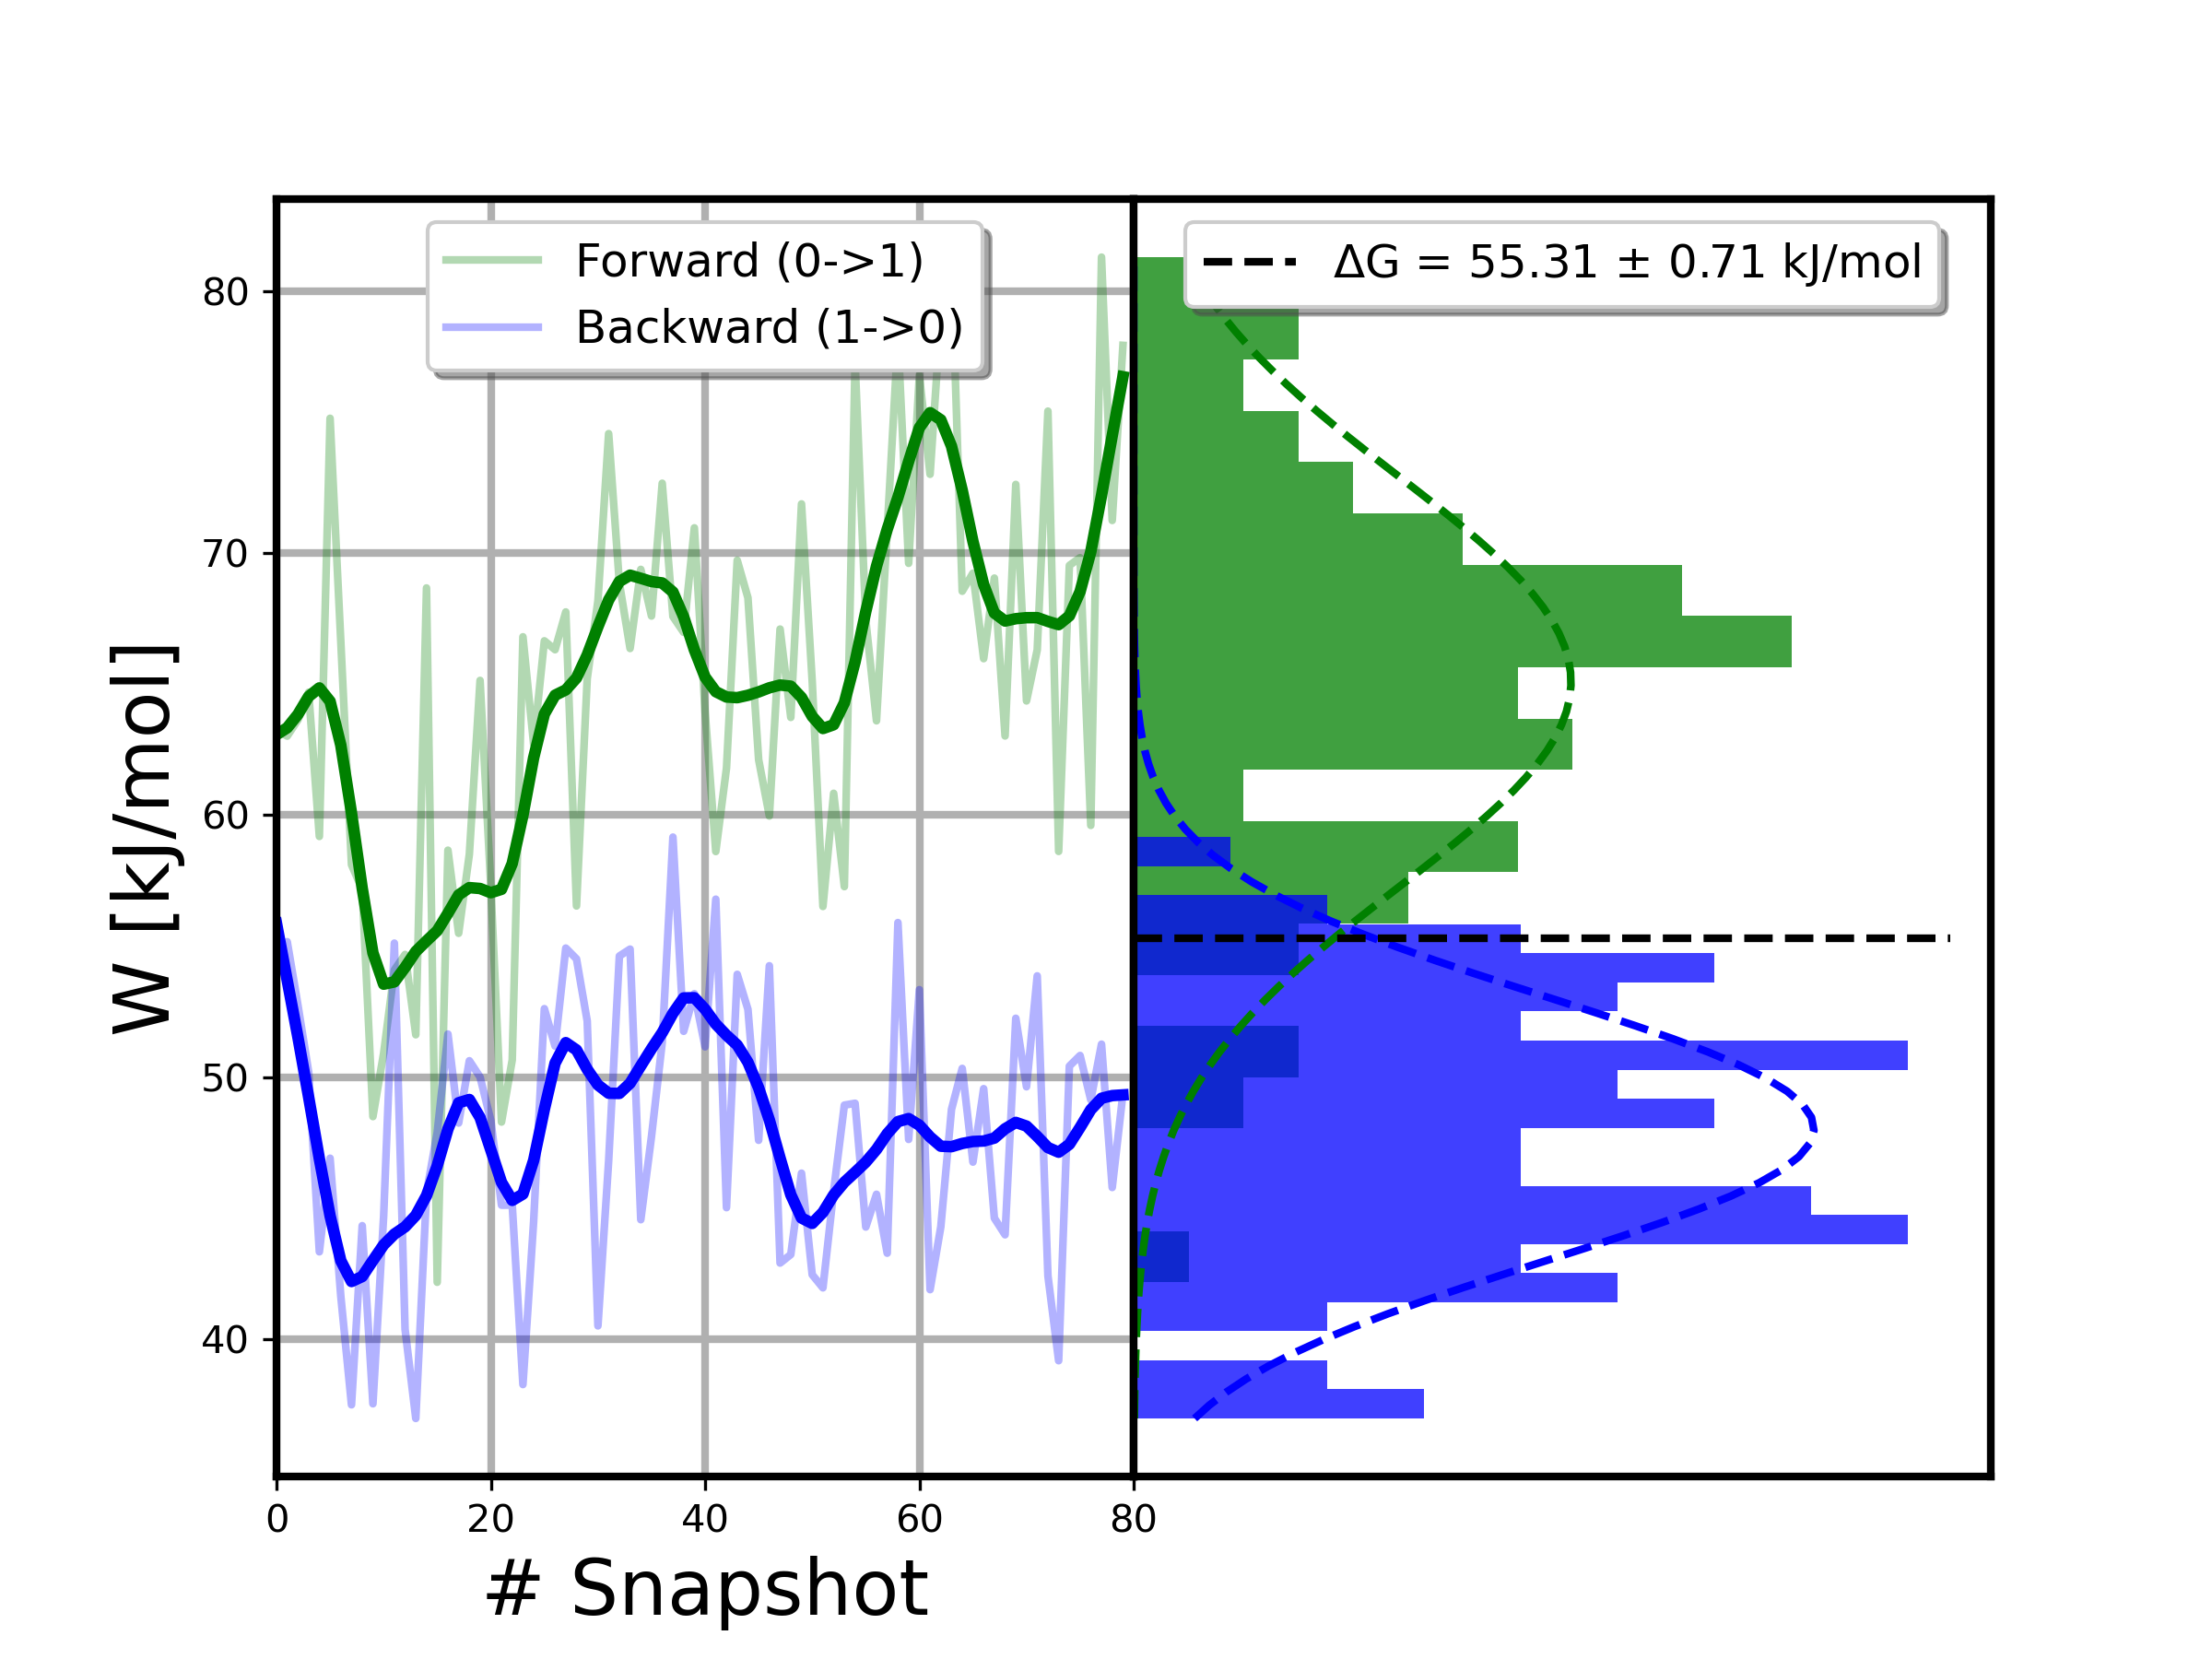 Forward (0->1)
Backward (1->0)
ΔG = 55.31 ± 0.71 kJ/mol
W [kJ/mol]
80
70
60
50
40
0 20 40 60 80
# Snapshot